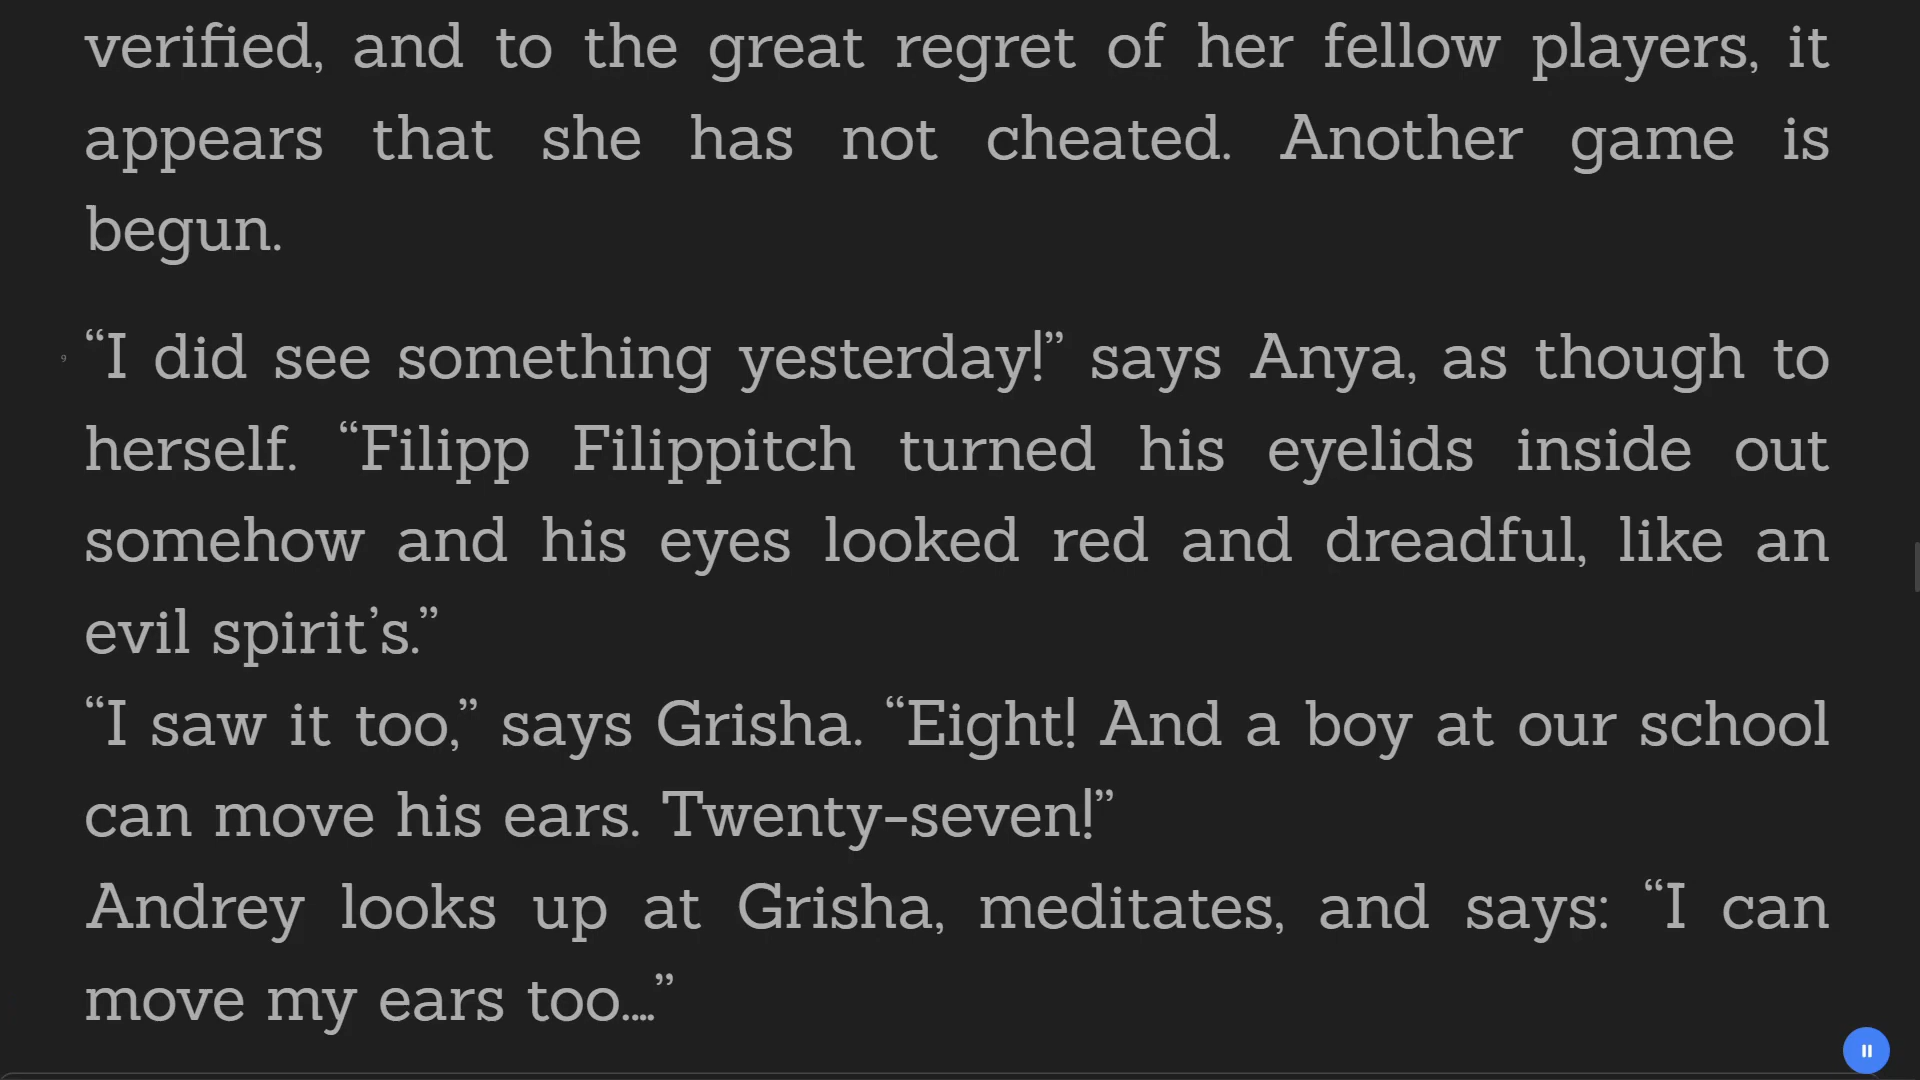 verified, and to the great regret of her fellow players, it
appears that she has not cheated. Another game is
begun.
9
“I did see something yesterday!” says Anya, as though to
herself. “Filipp Filippitch turned his eyelids inside out
somehow and his eyes looked red and dreadful, like an
evil spirit’s.”
“I saw it too,” says Grisha. “Eight! And a boy at our school
can move his ears. Twenty-seven!”
Andrey looks up at Grisha, meditates, and says: “I can
move my ears too....”